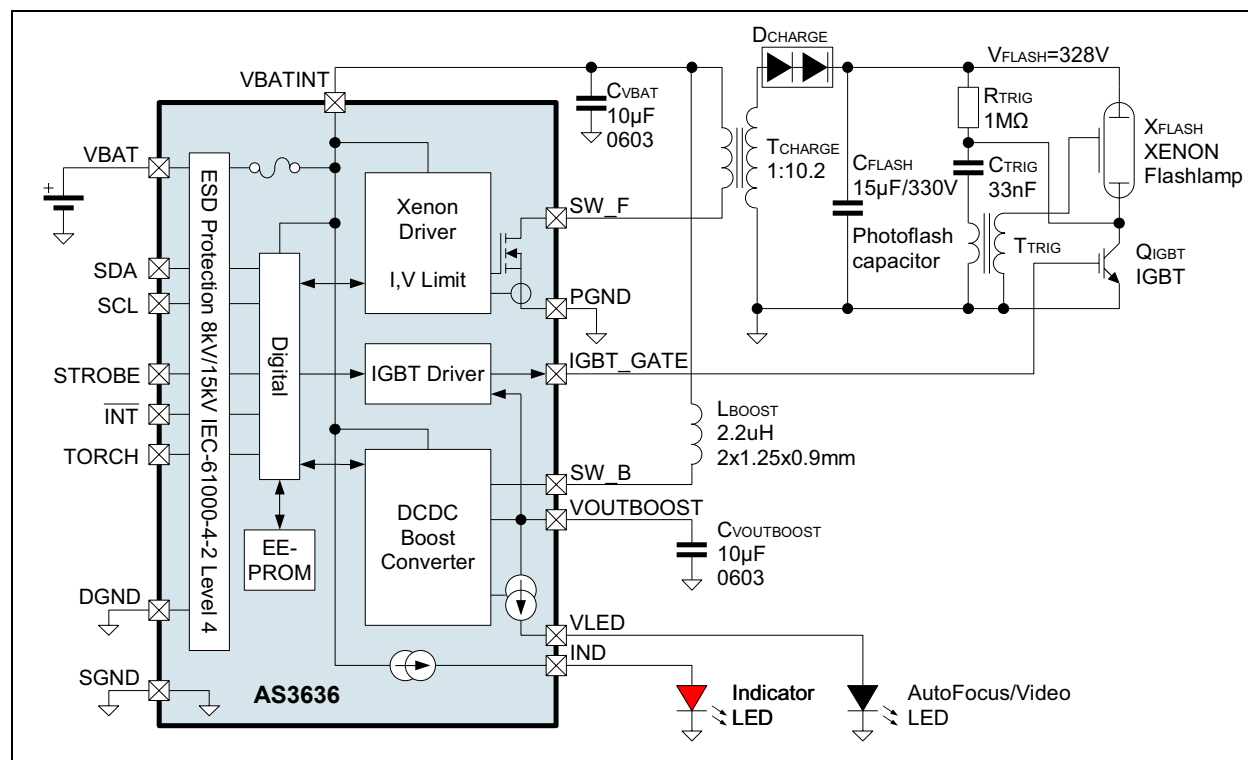 DCHARGE
VBATINT
VFLASH=328V
CVBAT
10µF
0603
RTRIG
1MΩ
XFLASH
XENON
Flashlamp
VBAT
+
TCHARGE
1:10.2
CFLASH
15µF/330V
Photoflash
capacitor
CTRIG
33nF
TTRIG
QIGBT
IGBT
ESD Protection 8kV/15kV IEC-61000-4-2 Level 4
Xenon
Driver
I,V Limit
SW_F
SDA
SCL
PGND
Digital
STROBE
INT
TORCH
IGBT Driver
IGBT_GATE
LBOOST
2.2uH
2x1.25x0.9mm
SW_B
DCDC
Boost
Converter
VOUTBOOST
CVOUTBOOST
10µF
0603
EE-
PROM
DGND
VLED
IND
SGND
AS3636
Indicator
LED
AutoFocus/Video
LED